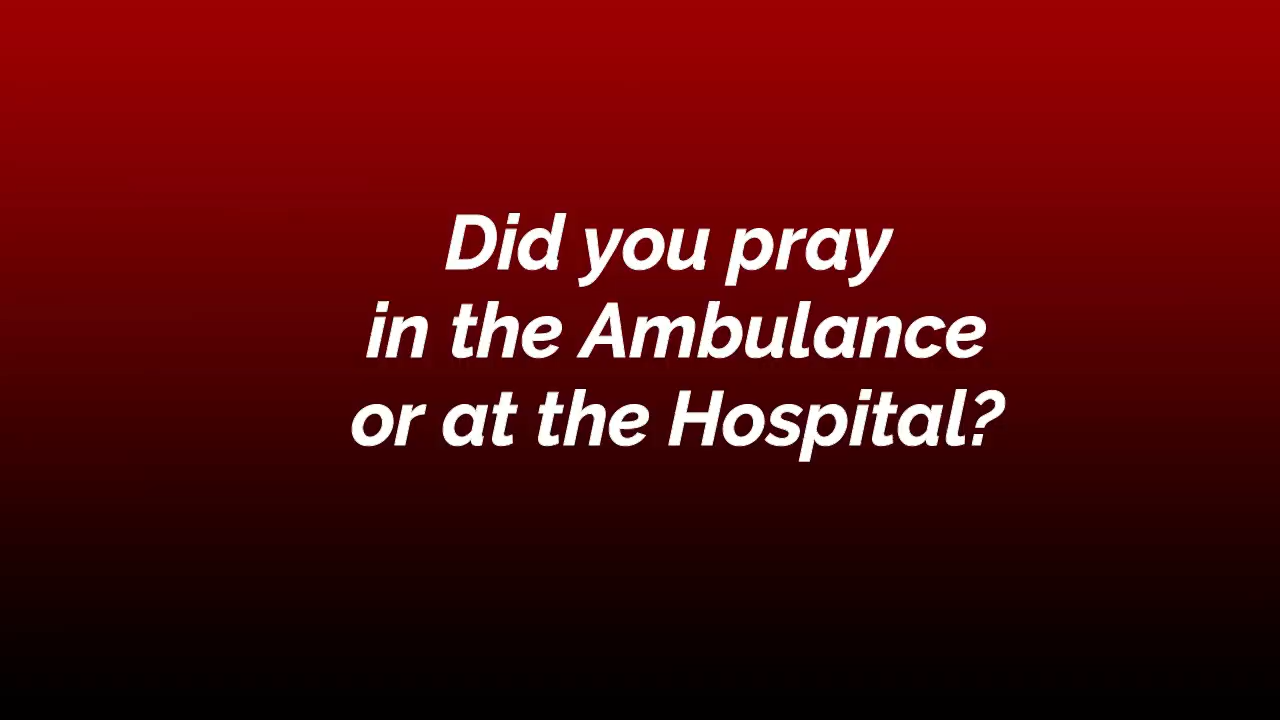 Did you pray
in the Ambulance
or at the Hospital?